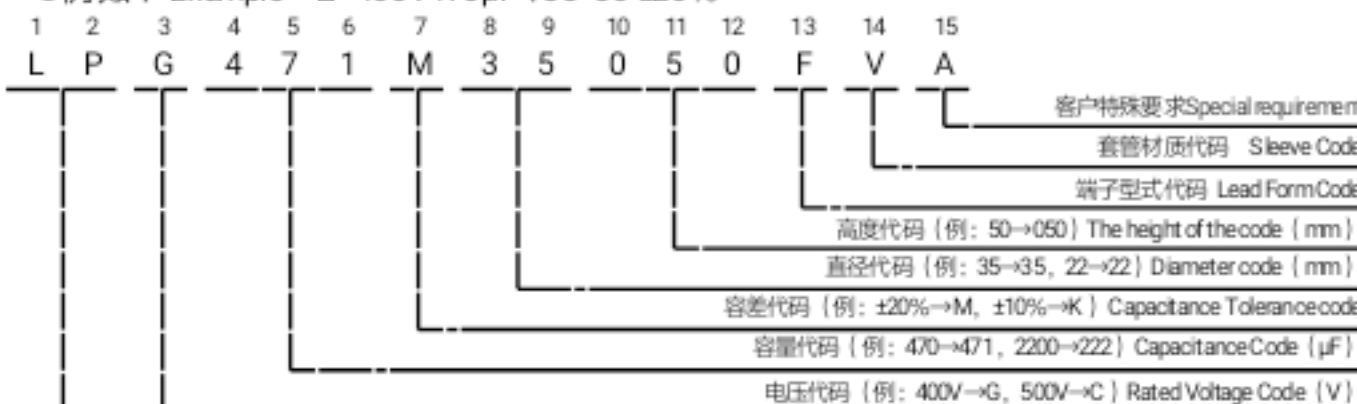 1 2 3 4 5 6 7 8 9 10 11 12 13 14 15
L P G 4 7 1 M 3 5 0 5 0 F V A
客户特殊要求Special requirement
套管材质代码 Sleeve Code
端子型式代码 Lead Form Code
高度代码（例：50→050）The height of the code（mm）
直径代码（例：35→35，22→22）Diameter code（mm）
容差代码（例：±20%→M，±10%→K）Capacitance Tolerance code
容量代码（例：470→471，2200→222）Capacitance Code（μF）
电压代码（例：400V→G，500V→C）Rated Voltage Code（V）